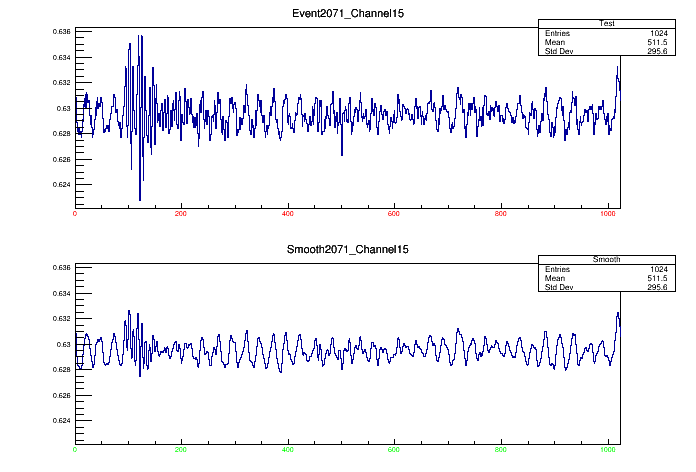 Event2071_Channel15
Test
Entries 1024
Mean 511.5
Std Dev 295.6
0.636
0.634
0.632
0.63
0.628
0.626
0.624
0 200 400 600 800 1000
Smooth2071_Channel15
Smooth
Entries 1024
Mean 511.5
Std Dev 295.6
0.636
0.634
0.632
0.63
0.628
0.626
0.624
0 200 400 600 800 1000